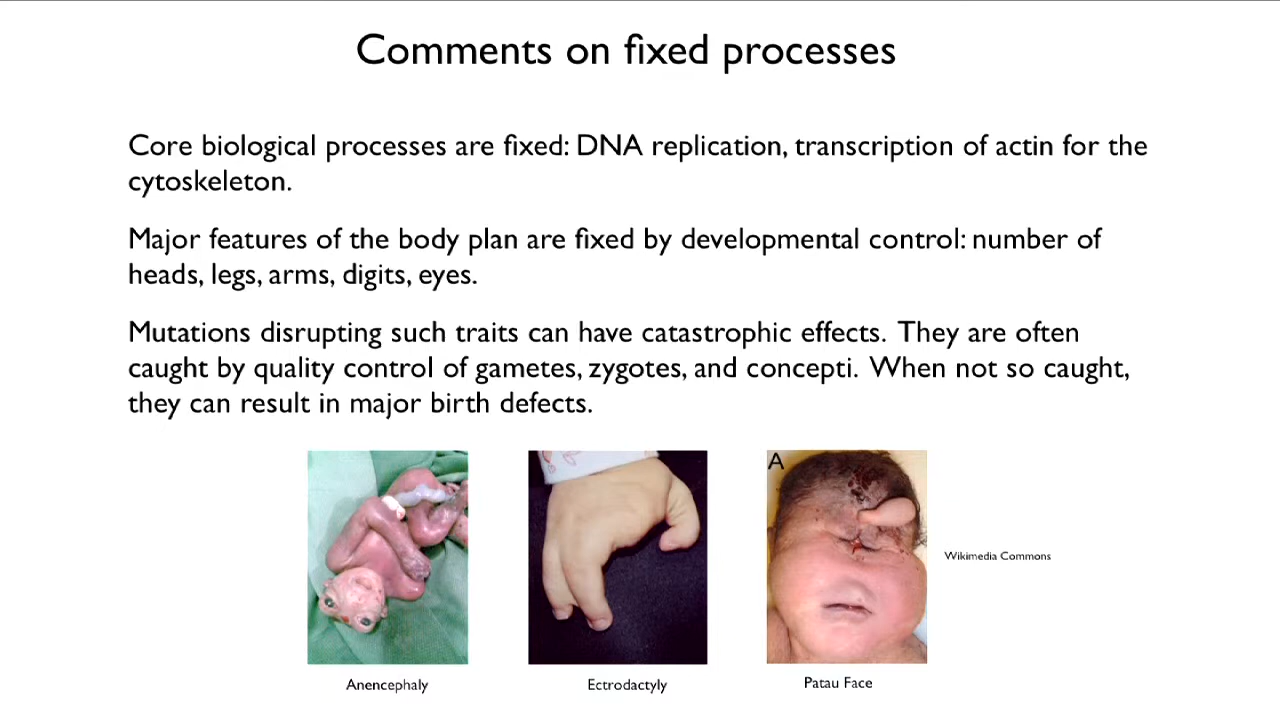 Comments on fixed processes
Core biological processes are fixed: DNA replication, transcription of actin for the
cytoskeleton.
Major features of the body plan are fixed by developmental control: number of
heads, legs, arms, digits, eyes.
Mutations disrupting such traits can have catastrophic effects. They are often
caught by quality control of gametes, zygotes, and concepti. When not so caught,
they can result in major birth defects.
A
Wikimedia Commons
Anencephaly
Ectrodactyly
Patau Face